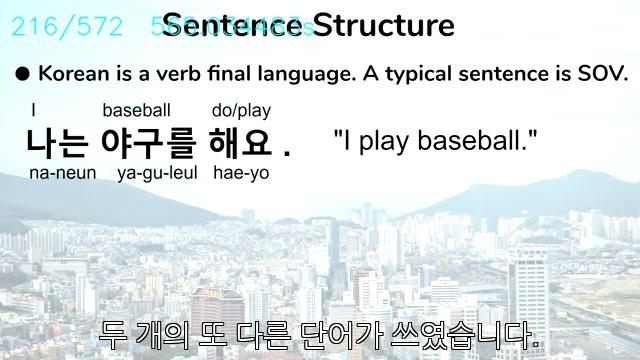 216/572
Sentence Structure
● Korean is a verb final language. A typical sentence is SOV.
I baseball do/play
나는 야구를 해요. "I play baseball."
na-neun ya-gu-leul hae-yo
두 개의 또 다른 단어가 쓰였습니다.